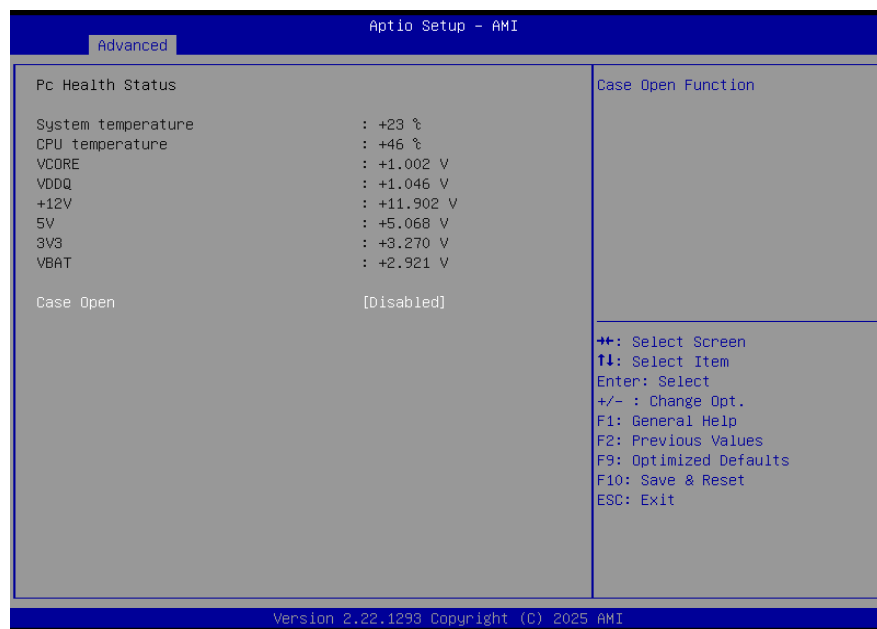 Aptio Setup – AMI
Advanced
Pc Health Status
System temperature : +23 ℃
CPU temperature : +46 ℃
VCORE : +1.002 V
VDDQ : +1.046 V
+12V : +11.902 V
5V : +5.068 V
3V3 : +3.270 V
VBAT : +2.921 V
Case Open [Disabled]
Case Open Function
→←: Select Screen
↑↓: Select Item
Enter: Select
+/- : Change Opt.
F1: General Help
F2: Previous Values
F9: Optimized Defaults
F10: Save & Reset
ESC: Exit
Version 2.22.1293 Copyright (C) 2025 AMI